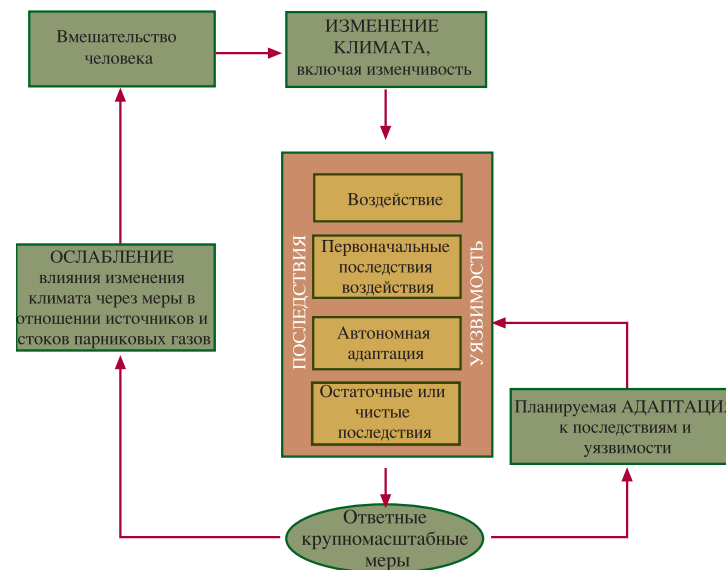 Вмешательство
человека
ИЗМЕНЕНИЕ
КЛИМАТА,
включая изменчивость
ПОСЛЕДСТВИЯ
Воздействие
Первоначальные
последствия
воздействия
Автономная
адаптация
Остаточные или
чистые
последствия
УЯЗВИМОСТЬ
ОСЛАБЛЕНИЕ
влияния изменения
климата через меры в
отношении источников и
стоков парниковых газов
Планируемая АДАПТАЦИЯ
к последствиям и
уязвимости
Ответные
крупномасштабные
меры